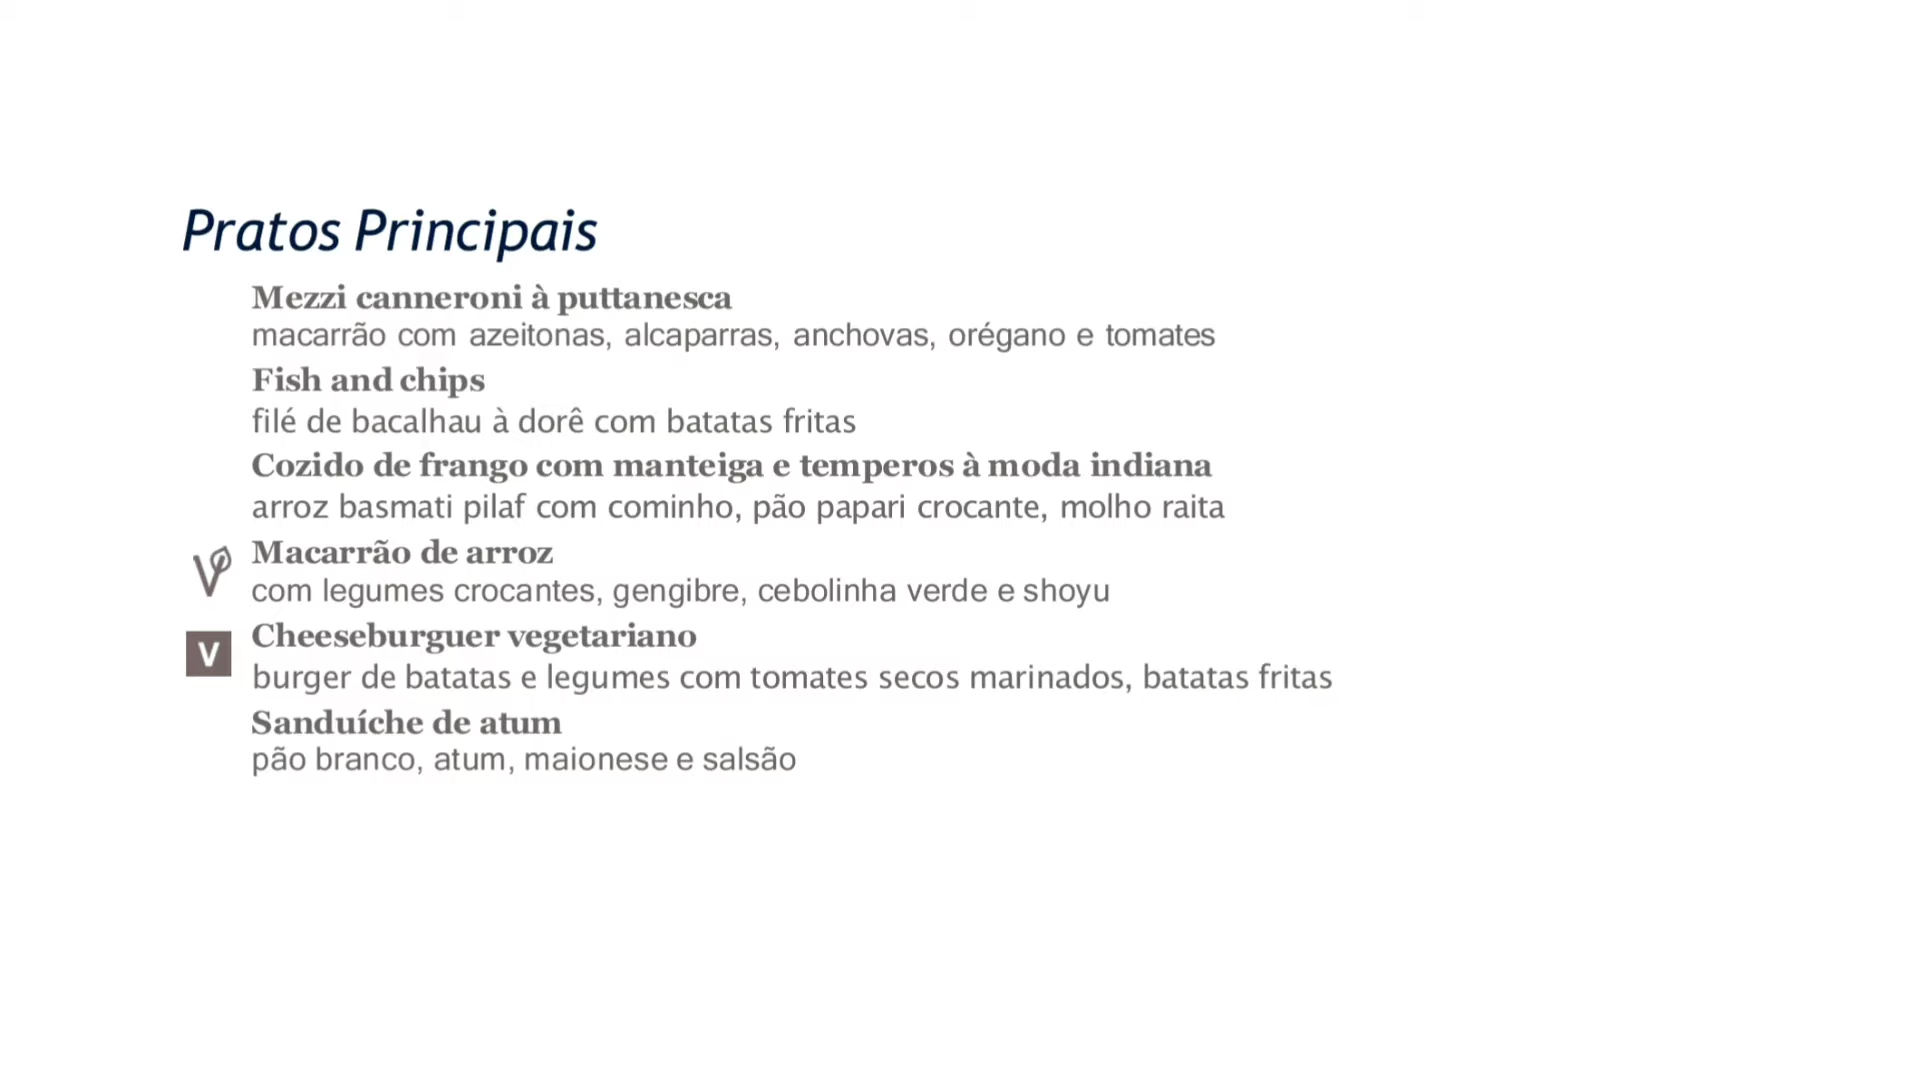 Pratos Principais
Mezzi canneroni à puttanesca
macarrão com azeitonas, alcaparras, anchovas, orégano e tomates
Fish and chips
filé de bacalhau à dorê com batatas fritas
Cozido de frango com manteiga e temperos à moda indiana
arroz basmati pilaf com cominho, pão papari crocante, molho raita
V Macarrão de arroz
com legumes crocantes, gengibre, cebolinha verde e shoyu
V Cheeseburguer vegetariano
burger de batatas e legumes com tomates secos marinados, batatas fritas
Sanduíche de atum
pão branco, atum, maionese e salsão